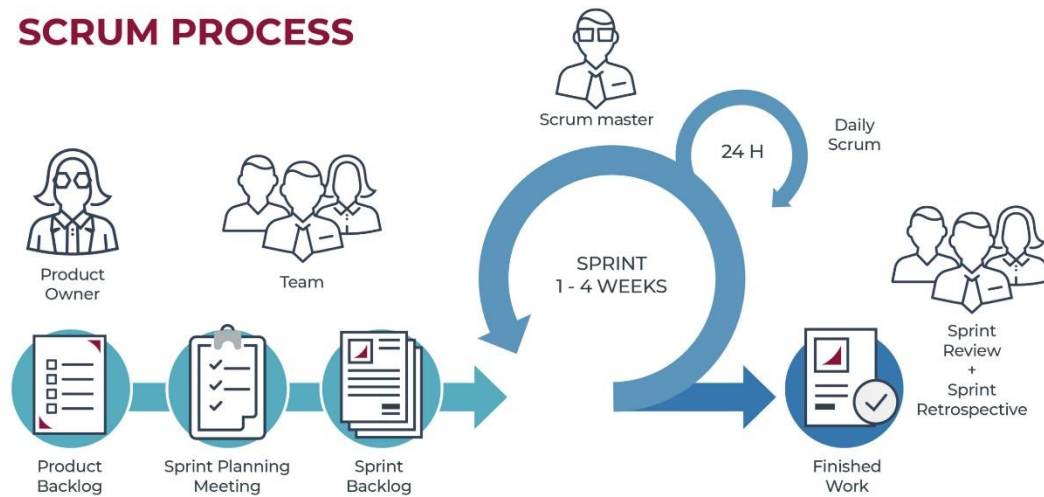 SCRUM PROCESS
Scrum master
24 H
Daily
Scrum
Product
Owner
Team
SPRINT
1 - 4 WEEKS
Sprint
Review
+
Sprint
Retrospective
Product
Backlog
Sprint Planning
Meeting
Sprint
Backlog
Finished
Work